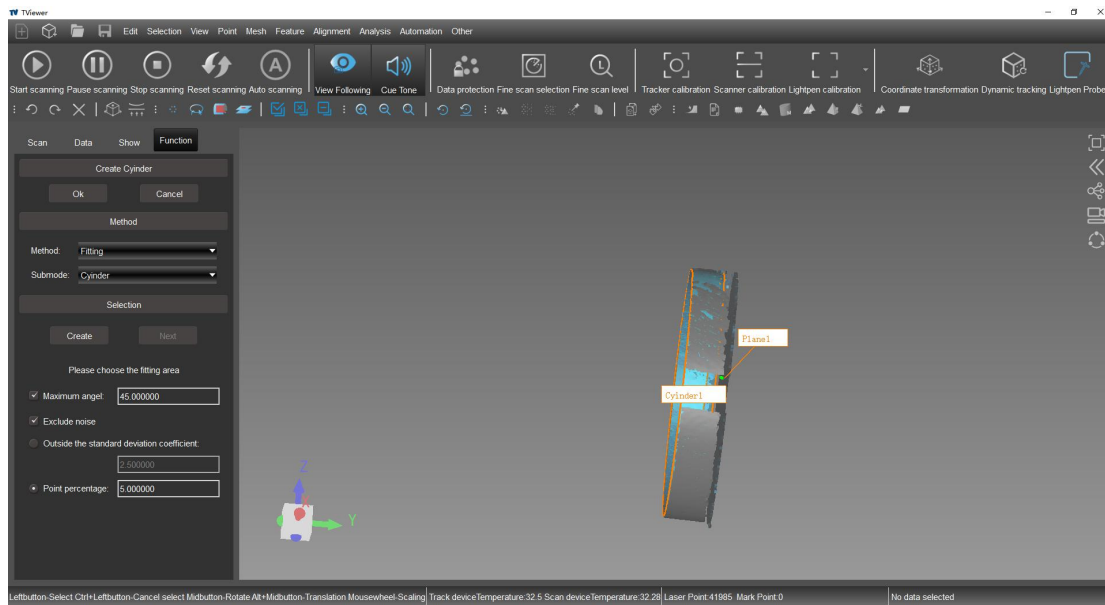 TViewer
Edit Selection View Point Mesh Feature Alignment Analysis Automation Other
Start scanning Pause scanning Stop scanning Reset scanning Auto scanning View Following Cue Tone Data protection Fine scan selection Fine scan level Tracker calibration Scanner calibration Lightpen calibration Coordinate transformation Dynamic tracking Lightpen Probe
Scan Data Show Function
Create Cyinder
Ok Cancel
Method
Method: Fitting
Submode: Cyinder
Selection
Create Next
Please choose the fitting area
Maximum angel: 45.000000
Exclude noise
Outside the standard deviation coefficient:
2.500000
Point percentage: 5.000000
Plane1
Cyinder1
Z
Y
Leftbutton-Select Ctrl+Leftbutton-Cancel select Midbutton-Rotate Alt+Midbutton-Translation Mousewheel-Scaling Track deviceTemperature:32.5 Scan deviceTemperature:32.28 Laser Point:41985 Mark Point:0 No data selected